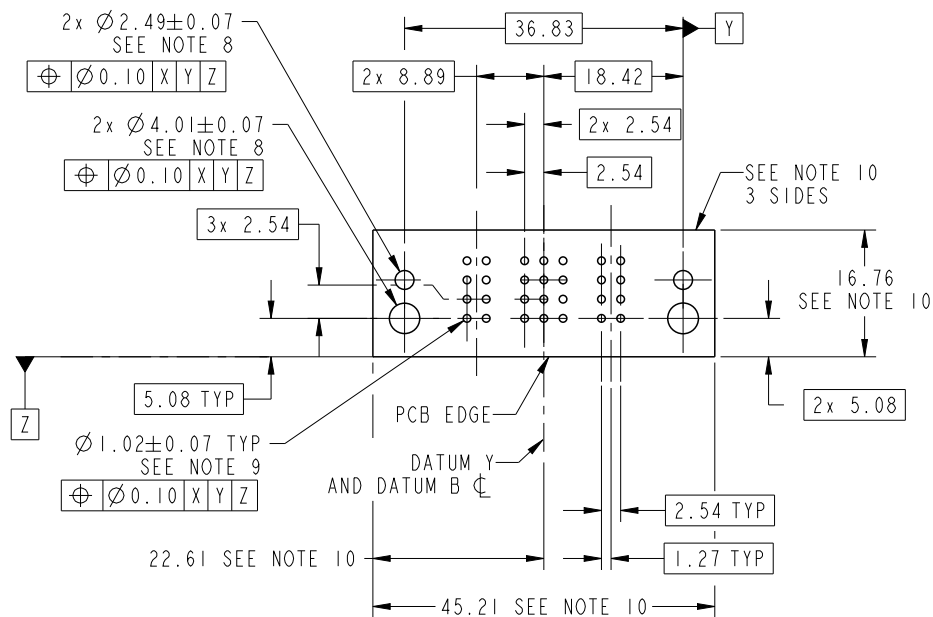 2x Ø2.49±0.07
SEE NOTE 8
⌖ Ø0.10 X Y Z
36.83
Y
2x 8.89
18.42
2x Ø4.01±0.07
SEE NOTE 8
⌖ Ø0.10 X Y Z
2x 2.54
2.54
SEE NOTE 10
3 SIDES
3x 2.54
16.76
SEE NOTE 10
5.08 TYP
Z
PCB EDGE
2x 5.08
Ø1.02±0.07 TYP
SEE NOTE 9
⌖ Ø0.10 X Y Z
DATUM Y
AND DATUM B ℄
2.54 TYP
22.61 SEE NOTE 10
1.27 TYP
45.21 SEE NOTE 10